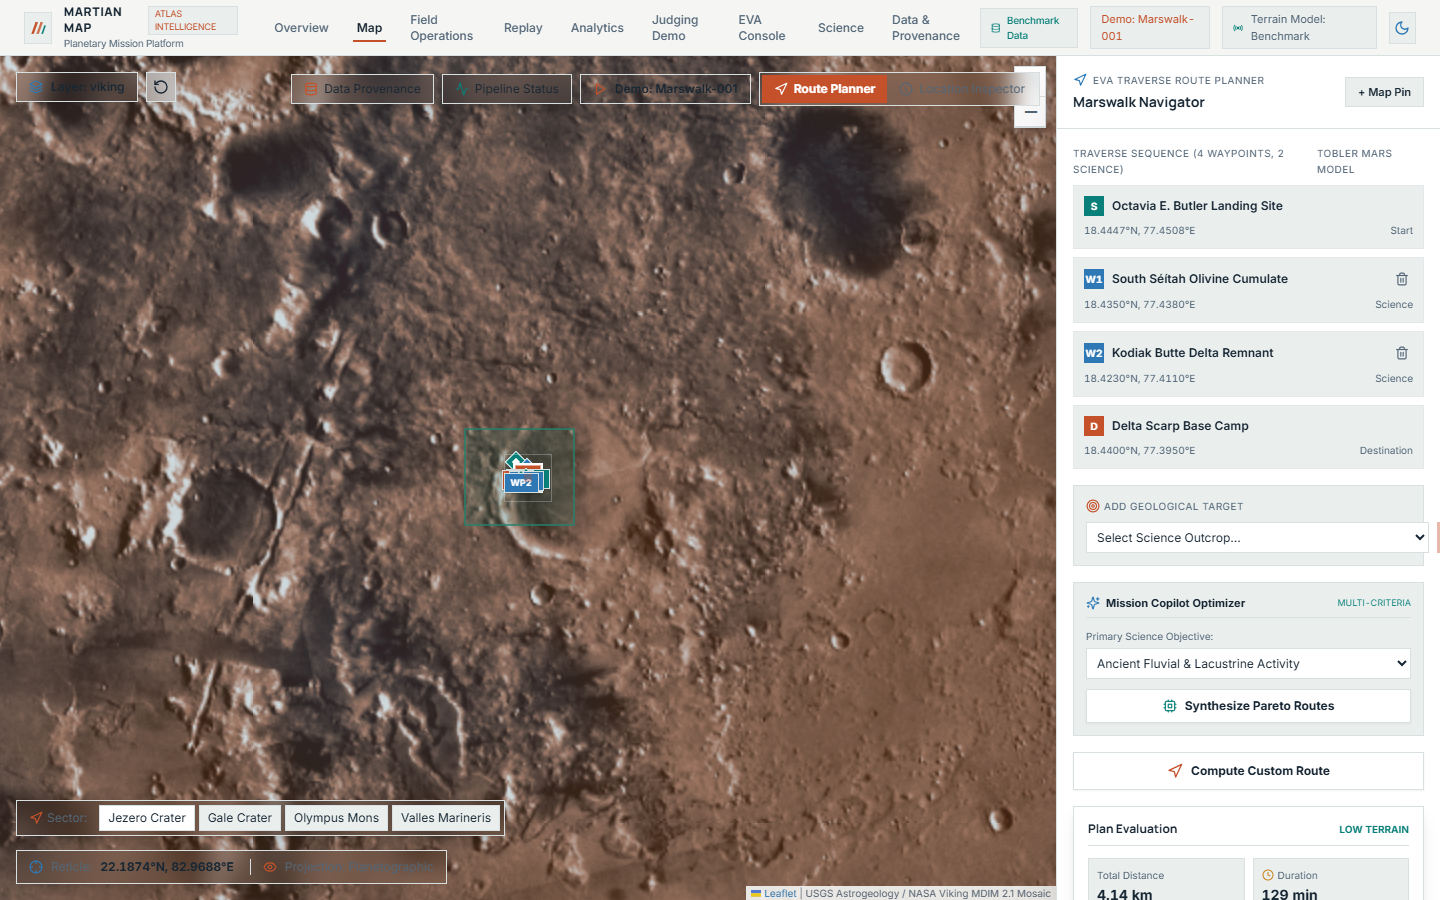 MARTIAN MAP
ATLAS INTELLIGENCE
Planetary Mission Platform
Overview
Map
Field Operations
Replay
Analytics
Judging Demo
EVA Console
Science
Data & Provenance
Benchmark Data
Demo: Marswalk-001
Terrain Model: Benchmark
Layer: viking
Data Provenance
Pipeline Status
Demo: Marswalk-001
Route Planner
Location Inspector
EVA TRAVERSE ROUTE PLANNER
Marswalk Navigator
+ Map Pin
TRAVERSE SEQUENCE (4 WAYPOINTS, 2 SCIENCE)
TOBLER MARS MODEL
S Octavia E. Butler Landing Site
18.4447°N, 77.4508°E Start
W1 South Séítah Olivine Cumulate
18.4350°N, 77.4380°E Science
W2 Kodiak Butte Delta Remnant
18.4230°N, 77.4110°E Science
D Delta Scarp Base Camp
18.4400°N, 77.3950°E Destination
ADD GEOLOGICAL TARGET
Select Science Outcrop...
Mission Copilot Optimizer MULTI-CRITERIA
Primary Science Objective:
Ancient Fluvial & Lacustrine Activity
Synthesize Pareto Routes
Compute Custom Route
Plan Evaluation LOW TERRAIN
Total Distance
4.14 km
Duration
129 min
WP2
Sector:
Jezero Crater
Gale Crater
Olympus Mons
Valles Marineris
Reticle: 22.1874°N, 82.9688°E
Leaflet | USGS Astrogeology / NASA Viking MDIM 2.1 Mosaic